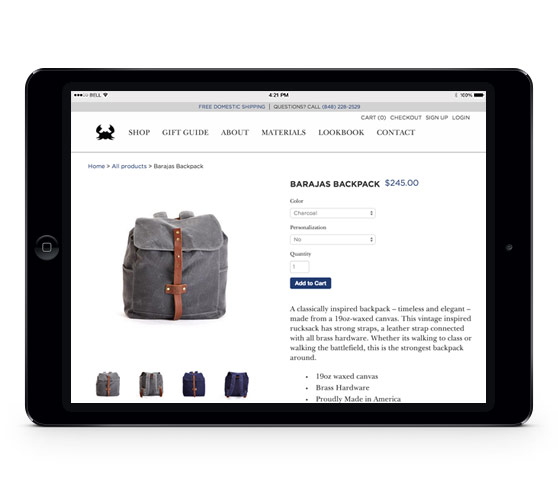 BELL 4:21 PM 100%
FREE DOMESTIC SHIPPING | QUESTIONS? CALL (848) 228-2529
CART (0) CHECKOUT SIGN UP LOGIN
SHOP GIFT GUIDE ABOUT MATERIALS LOOKBOOK CONTACT
Home > All products > Barajas Backpack
BARAJAS BACKPACK $245.00
Color
Charcoal
Personalization
No
Quantity
1
Add to Cart
A classically inspired backpack – timeless and elegant –
made from a 19oz-waxed canvas. This vintage inspired
rucksack has strong straps, a leather strap connected
with all brass hardware. Whether its walking to class or
walking the battlefield, this is the strongest backpack
around.
• 19oz waxed canvas
• Brass Hardware
• Proudly Made in America